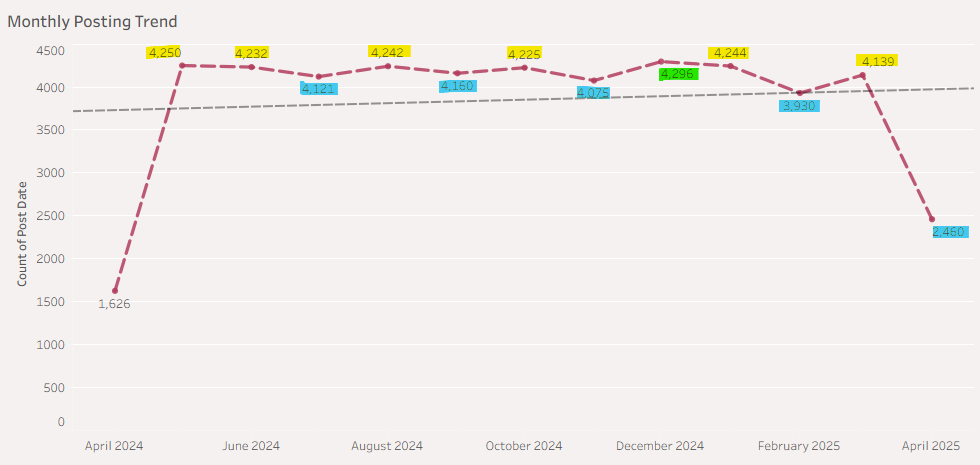 Monthly Posting Trend
Count of Post Date
4500
4000
3500
3000
2500
2000
1500
1000
500
0
1,626
4,250
4,232
4,121
4,242
4,160
4,225
4,075
4,296
4,244
3,930
4,139
2,460
April 2024
June 2024
August 2024
October 2024
December 2024
February 2025
April 2025